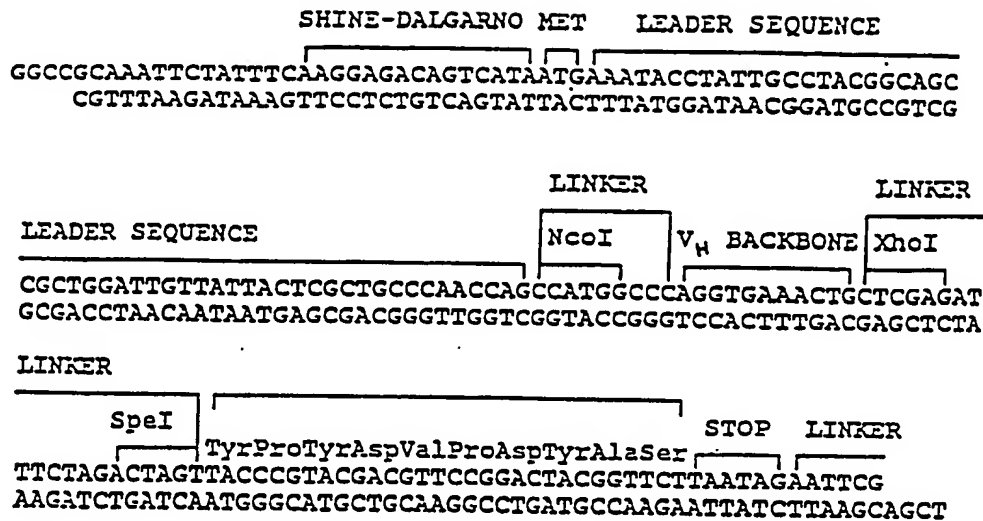 SHINE-DALGARNO MET LEADER SEQUENCE
GGCCGCAAATTCTATTTCAAGGAGACAGTCATAATGAAATACCTATTGCCTACGGCAGC
CGTTTAAGATAAAGTTCCTCTGTCAGTATTACTTTATGGATAACGGATGCCGTCG
LINKER LINKER
LEADER SEQUENCE NcoI VH BACKBONE XhoI
CGCTGGATTGTTATTACTCGCTGCCCAACCAGCCATGGCCCAGGTGAAACTGCTCGAGAT
GCGACCTAACAATAATGAGCGACGGGTTGGTCGGTACCGGGTCCACTTTGACGAGCTCTA
LINKER
SpeI STOP LINKER
TyrProTyrAspValProAspTyrAlaSer
TTCTAGACTAGTTACCCGTACGACGTTCCGGACTACGGTTCTTAATAGAATTCG
AAGATCTGATCAATGGGCATGCTGCAAGGCCTGATGCCAAGAATTATCTTAAGCAGCT